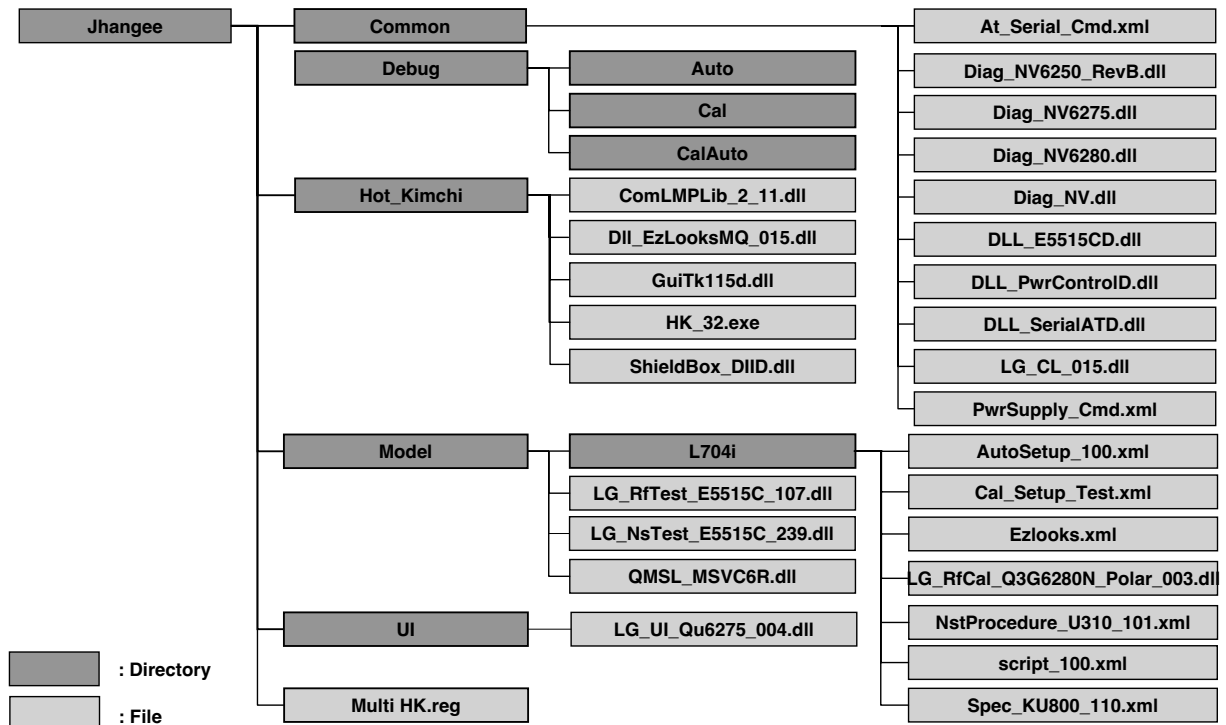 Jhangee
Common
At_Serial_Cmd.xml
Debug
Auto
Diag_NV6250_RevB.dll
Cal
Diag_NV6275.dll
CalAuto
Diag_NV6280.dll
Hot_Kimchi
ComLMPLib_2_11.dll
Diag_NV.dll
Dll_EzLooksMQ_015.dll
DLL_E5515CD.dll
GuiTk115d.dll
DLL_PwrControlD.dll
HK_32.exe
DLL_SerialATD.dll
ShieldBox_DllD.dll
LG_CL_015.dll
PwrSupply_Cmd.xml
Model
L704i
AutoSetup_100.xml
LG_RfTest_E5515C_107.dll
Cal_Setup_Test.xml
LG_NsTest_E5515C_239.dll
Ezlooks.xml
QMSL_MSVC6R.dll
LG_RfCal_Q3G6280N_Polar_003.dll
UI
LG_UI_Qu6275_004.dll
NstProcedure_U310_101.xml
: Directory
script_100.xml
Multi HK.reg
Spec_KU800_110.xml
: File